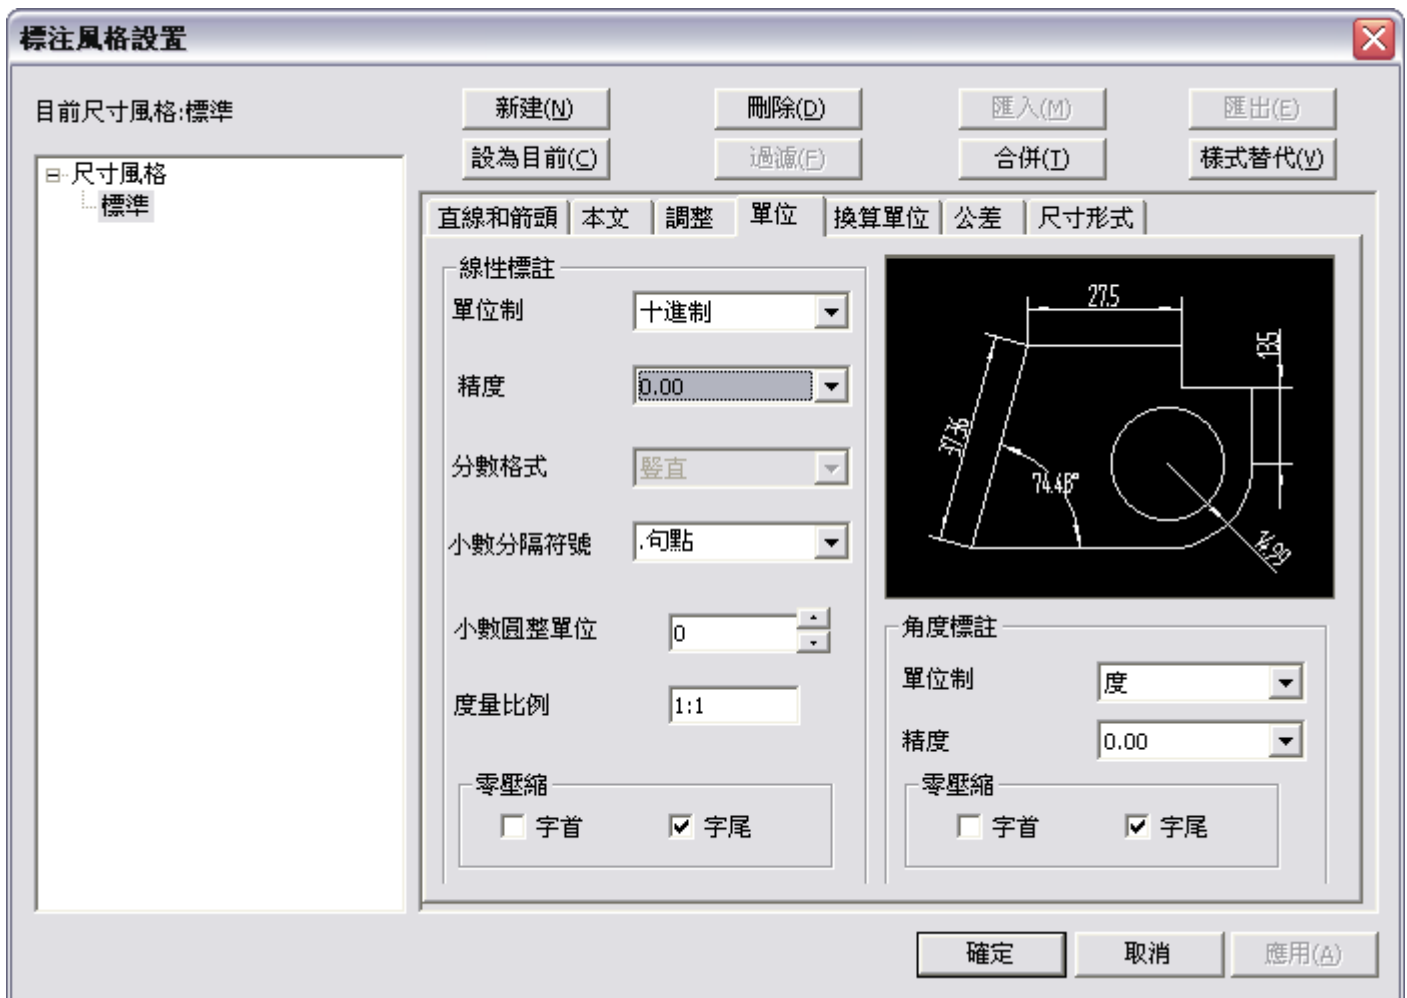 標注風格設置
目前尺寸風格:標準
新建(N) 刪除(D) 匯入(M) 匯出(E)
設為目前(C) 過濾(F) 合併(T) 樣式替代(V)
尺寸風格
標準
直線和箭頭 本文 調整 單位 換算單位 公差 尺寸形式
線性標註
單位制 十進制
精度 0.00
分數格式 豎直
小數分隔符號 .句點
小數圓整單位 0
度量比例 1:1
零壓縮
字首 字尾
27.5
13.5
74.48°
14.99
角度標註
單位制 度
精度 0.00
零壓縮
字首 字尾
確定 取消 應用(A)